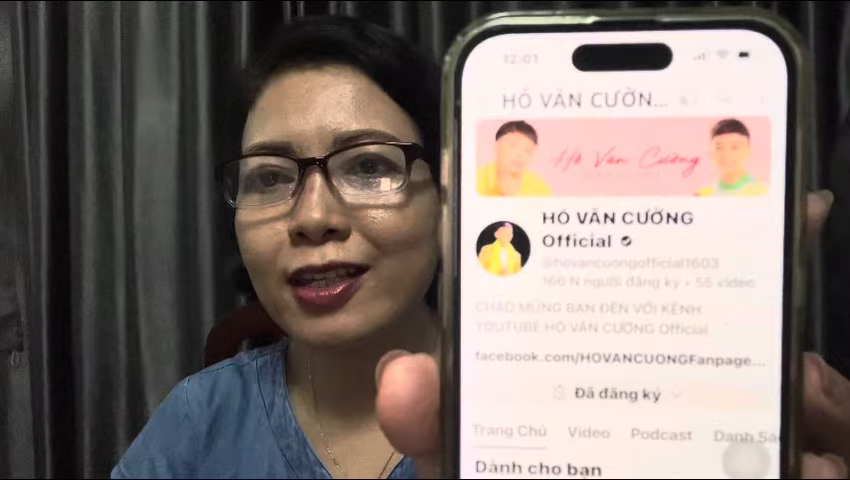 12:01
HỒ VĂN CƯỜN...
Hồ Văn Cường
HỒ VĂN CƯỜNG
Official
@hovancuongofficial1603
166 N người đăng ký • 55 video
CHÀO MỪNG BẠN ĐẾN VỚI KÊNH
YOUTUBE HỒ VĂN CƯỜNG Official.
facebook.com/HOVANCUONGFanpage...
Đã đăng ký
Trang Chủ Video Podcast Danh Sá
Dành cho bạn